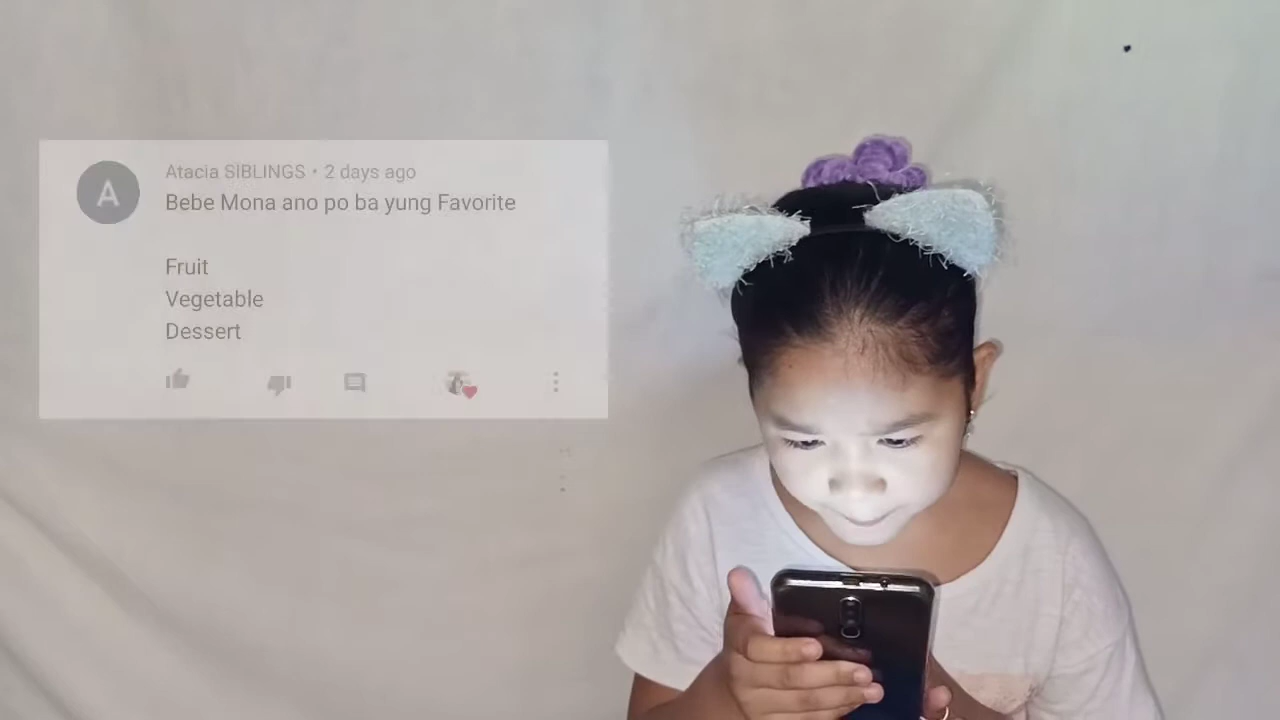 A
Atacia SIBLINGS • 2 days ago
Bebe Mona ano po ba yung Favorite
Fruit
Vegetable
Dessert